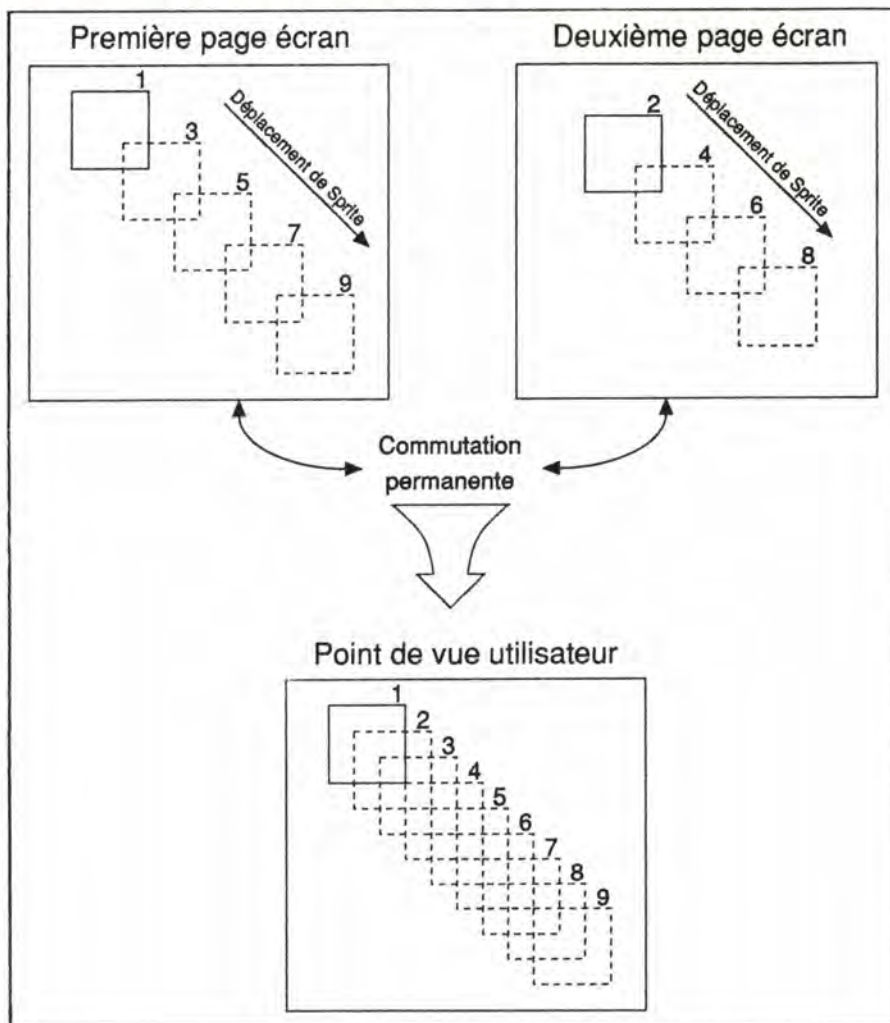 Première page écran
1
3
5
7
9
Déplacement de Sprite
Deuxième page écran
2
4
6
8
Déplacement de Sprite
Commutation
permanente
Point de vue utilisateur
1
2
3
4
5
6
7
8
9